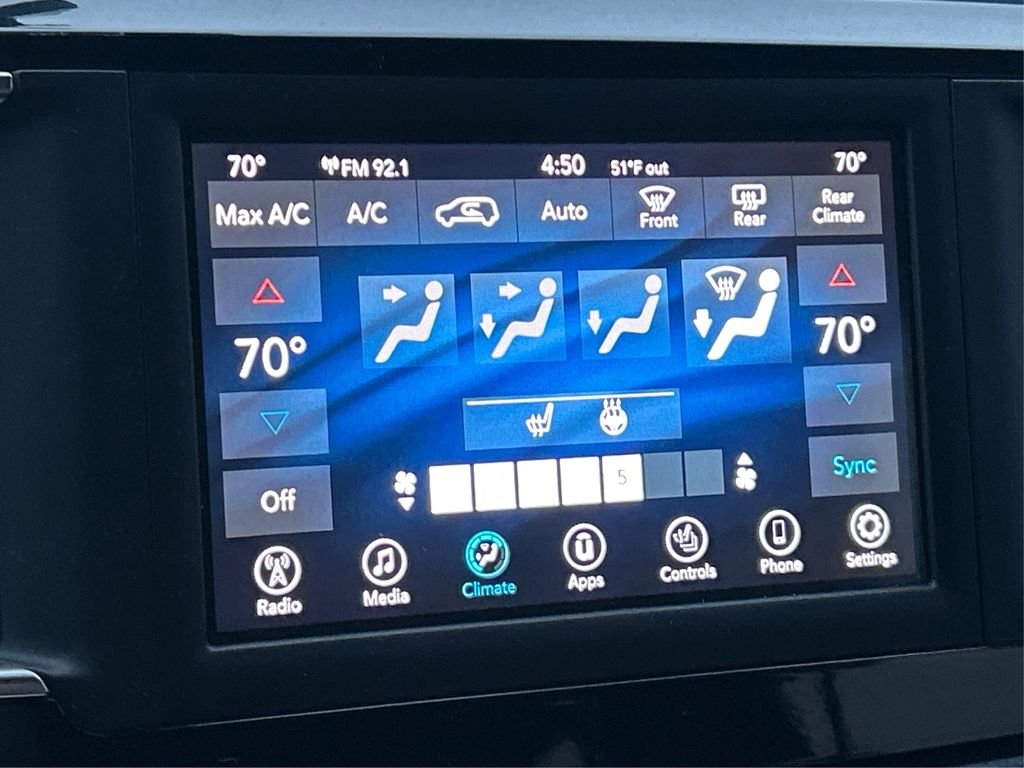 70° FM 92.1 4:50 51°F out 70°
Max A/C A/C Auto Front Rear Rear Climate
70° 70°
Sync
Off 5
Radio Media Climate Apps Controls Phone Settings